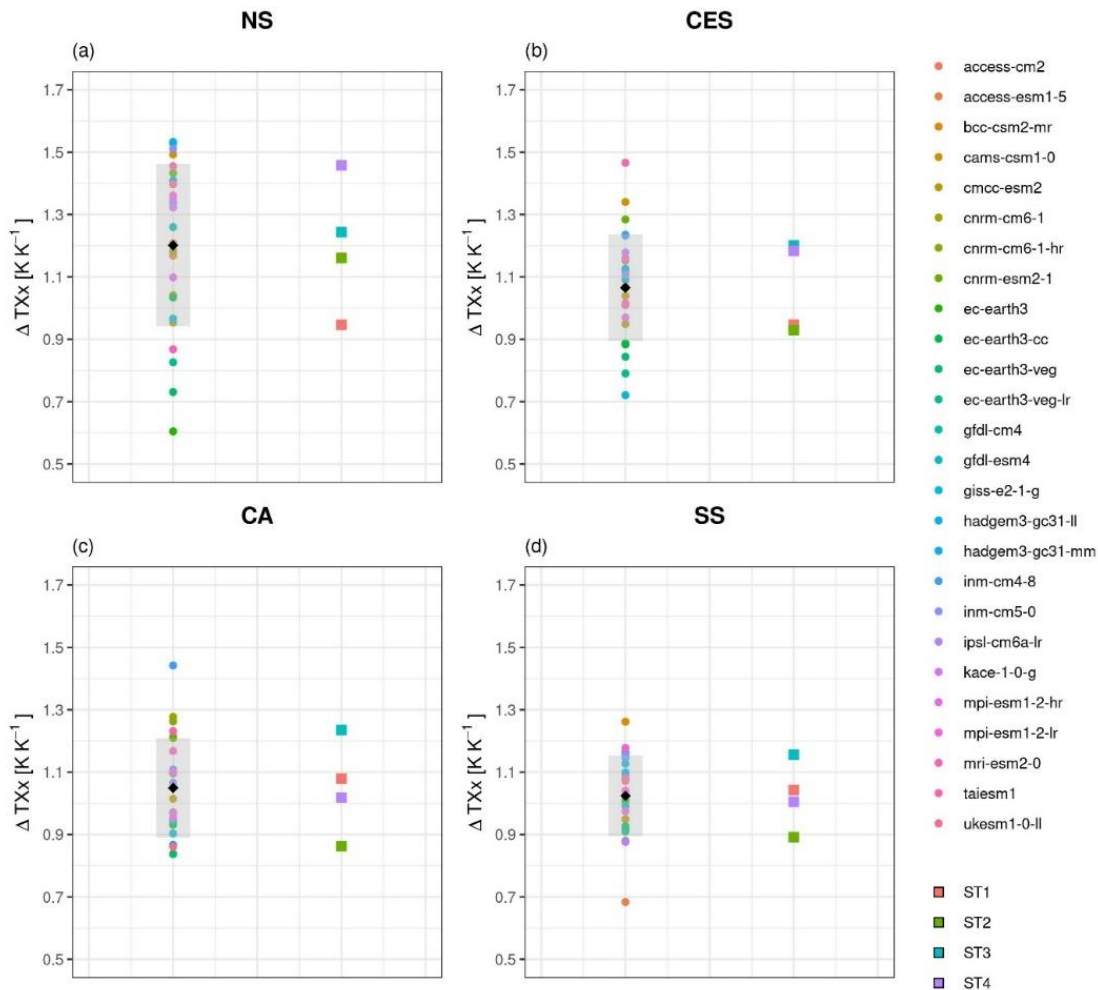 NS
(a)
1.7
1.5
1.3
1.1
0.9
0.7
0.5
Δ TXx [K K⁻¹ ]
CES
(b)
1.7
1.5
1.3
1.1
0.9
0.7
0.5
Δ TXx [K K⁻¹ ]
CA
(c)
1.7
1.5
1.3
1.1
0.9
0.7
0.5
Δ TXx [K K⁻¹ ]
SS
(d)
1.7
1.5
1.3
1.1
0.9
0.7
0.5
Δ TXx [K K⁻¹ ]
access-cm2
access-esm1-5
bcc-csm2-mr
cams-csm1-0
cmcc-esm2
cnrm-cm6-1
cnrm-cm6-1-hr
cnrm-esm2-1
ec-earth3
ec-earth3-cc
ec-earth3-veg
ec-earth3-veg-lr
gfdl-cm4
gfdl-esm4
giss-e2-1-g
hadgem3-gc31-ll
hadgem3-gc31-mm
inm-cm4-8
inm-cm5-0
ipsl-cm6a-lr
kace-1-0-g
mpi-esm1-2-hr
mpi-esm1-2-lr
mri-esm2-0
taiesm1
ukesm1-0-ll
ST1
ST2
ST3
ST4